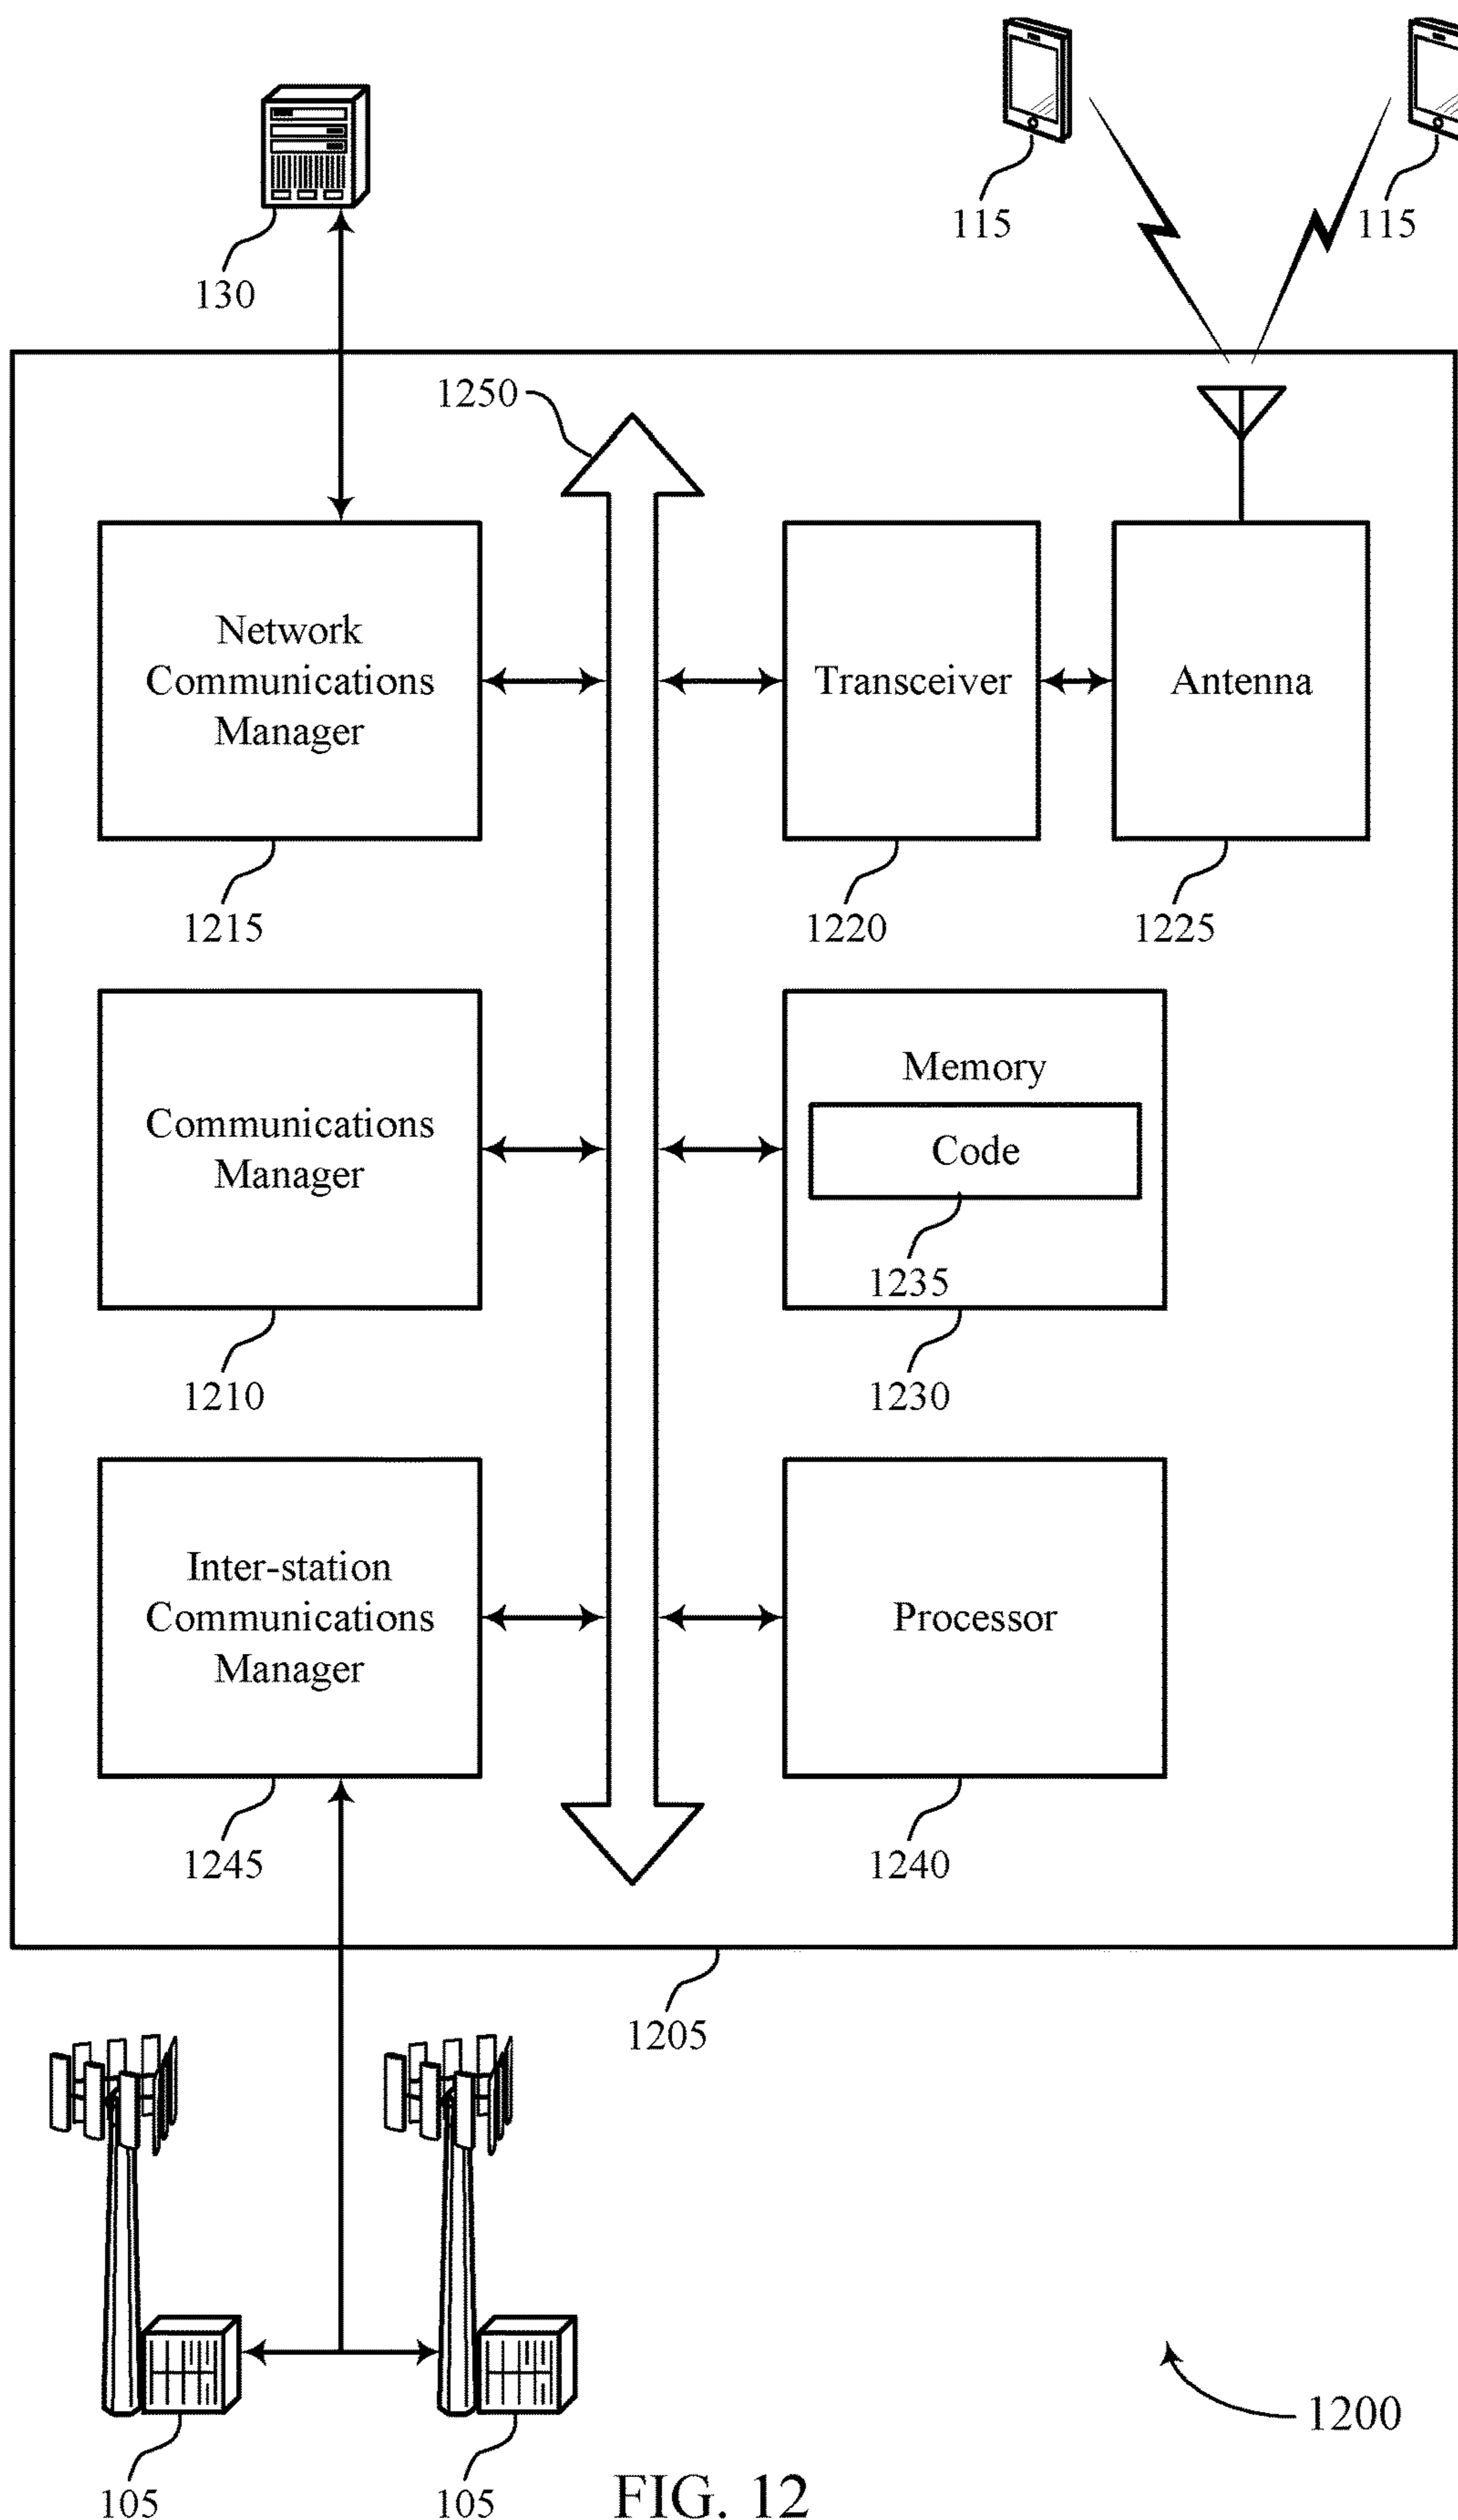 115
115
130
1250
Network
Communications
Manager
Transceiver
Antenna
1215
1220
1225
Communications
Manager
Memory
Code
1235
1210
1230
Inter-station
Communications
Manager
Processor
1245
1240
1205
1200
105
105
FIG. 12